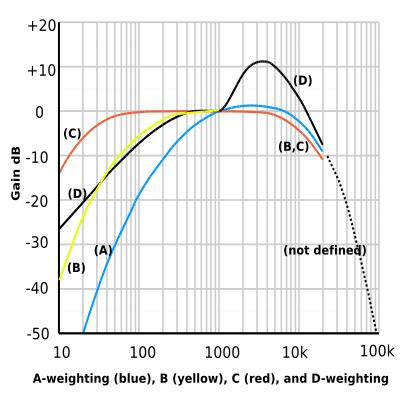 +20
+10
(D)
0
(C)
(B,C)
-10
Gain dB
(D)
-20
-30
(A)
(not defined)
(B)
-40
-50
10 100 1000 10k 100k
A-weighting (blue), B (yellow), C (red), and D-weighting